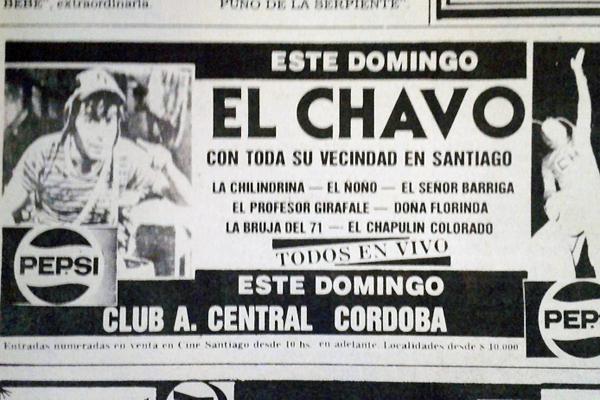 BEBE", extraordinaria.
PUÑO DE LA SERPIENTE".
ESTE DOMINGO
EL CHAVO
CON TODA SU VECINDAD EN SANTIAGO
LA CHILINDRINA — EL ÑOÑO — EL SEÑOR BARRIGA
EL PROFESOR GIRAFALE — DOÑA FLORINDA
LA BRUJA DEL 71 — EL CHAPULIN COLORADO
TODOS EN VIVO
PEPSI
ESTE DOMINGO
CLUB A. CENTRAL CORDOBA
PEP
Entradas numeradas en venta en Cine Santiago desde 10 hs. en adelante. Localidades desde $ 10.000